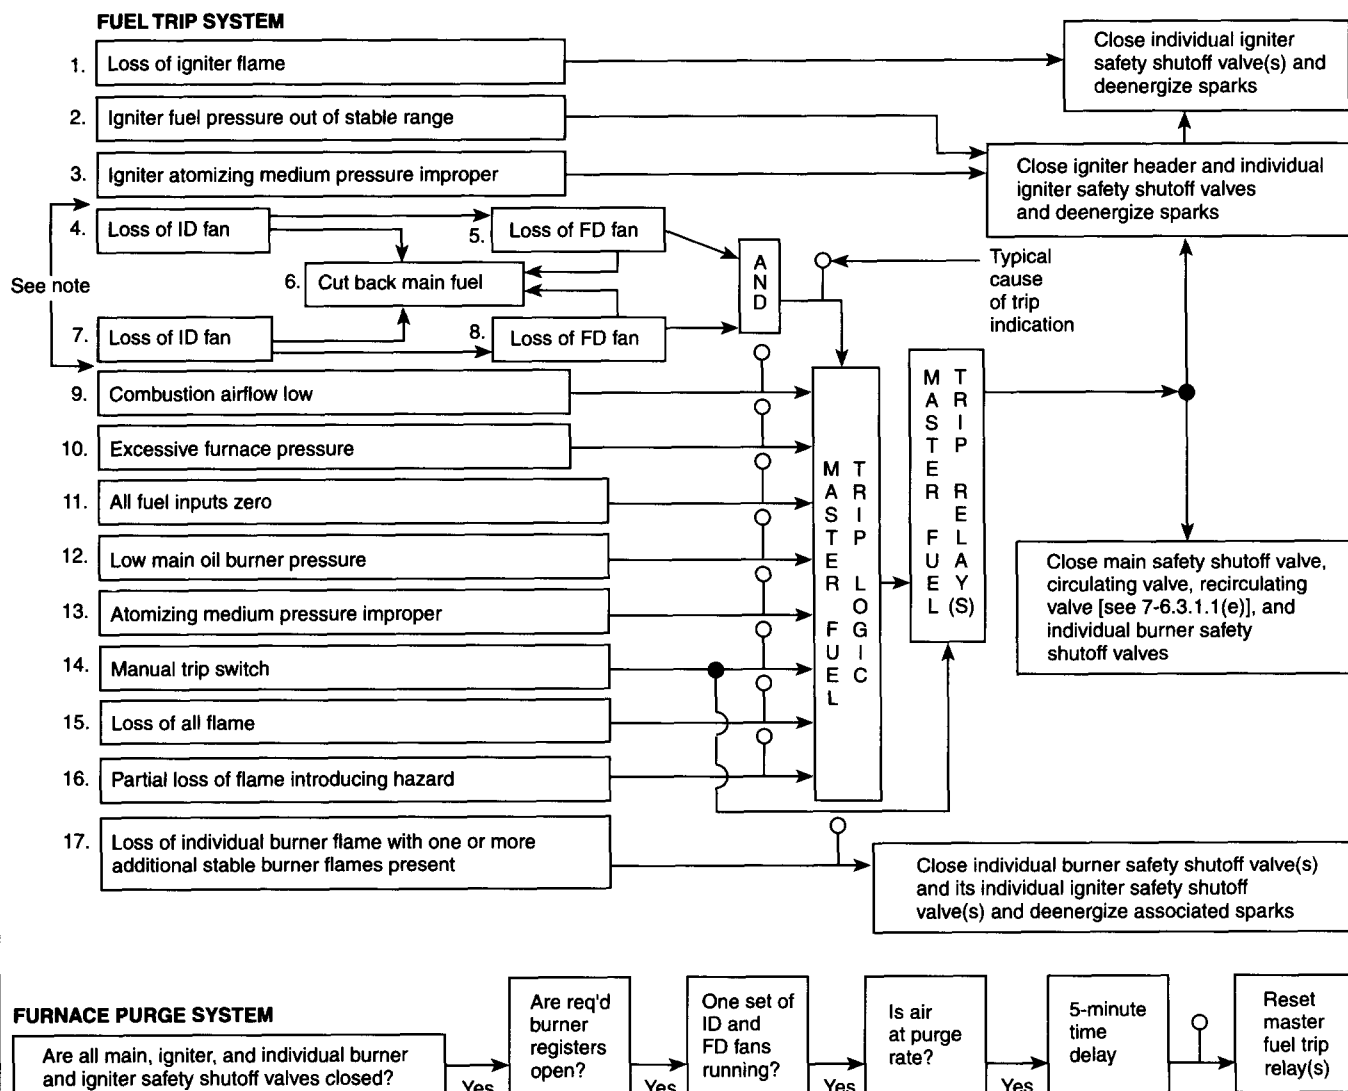 FUEL TRIP SYSTEM
1. Loss of igniter flame
Close individual igniter
safety shutoff valve(s) and
deenergize sparks
2. Igniter fuel pressure out of stable range
3. Igniter atomizing medium pressure improper
Close igniter header and individual
igniter safety shutoff valves
and deenergize sparks
4. Loss of ID fan
5. Loss of FD fan
6. Cut back main fuel
See note
7. Loss of ID fan
8. Loss of FD fan
AND
Typical
cause
of trip
indication
9. Combustion airflow low
10. Excessive furnace pressure
11. All fuel inputs zero
12. Low main oil burner pressure
13. Atomizing medium pressure improper
14. Manual trip switch
15. Loss of all flame
16. Partial loss of flame introducing hazard
MASTER FUEL
TRIP LOGIC
MASTER FUEL
TRIP RELAY(S)
Close main safety shutoff valve,
circulating valve, recirculating
valve [see 7-6.3.1.1(e)], and
individual burner safety
shutoff valves
17. Loss of individual burner flame with one or more
additional stable burner flames present
Close individual burner safety shutoff valve(s)
and its individual igniter safety shutoff
valve(s) and deenergize associated sparks
FURNACE PURGE SYSTEM
Are all main, igniter, and individual burner
and igniter safety shutoff valves closed?
Yes
Are req'd
burner
registers
open?
Yes
One set of
ID and
FD fans
running?
Yes
Is air
at purge
rate?
Yes
5-minute
time
delay
Reset
master
fuel trip
relay(s)